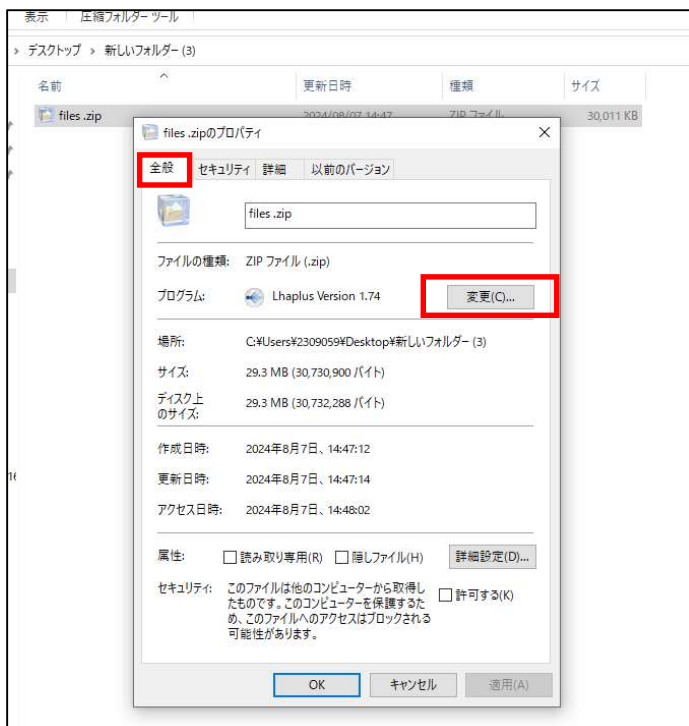 表示 圧縮フォルダー ツール
› デスクトップ › 新しいフォルダー (3)
名前 更新日時 種類 サイズ
files .zip 2024/08/07 14:47 ZIP ファイル 30,011 KB
files .zipのプロパティ
全般 セキュリティ 詳細 以前のバージョン
files .zip
ファイルの種類: ZIP ファイル (.zip)
プログラム: Lhaplus Version 1.74 変更(C)...
場所: C:¥Users¥2309059¥Desktop¥新しいフォルダー (3)
サイズ: 29.3 MB (30,730,900 バイト)
ディスク上
のサイズ: 29.3 MB (30,732,288 バイト)
作成日時: 2024年8月7日、14:47:12
更新日時: 2024年8月7日、14:47:14
アクセス日時: 2024年8月7日、14:48:02
属性: 読み取り専用(R) 隠しファイル(H) 詳細設定(D)...
セキュリティ: このファイルは他のコンピューターから取得し
たものです。このコンピューターを保護するた
め、このファイルへのアクセスはブロックされる
可能性があります。
許可する(K)
OK キャンセル 適用(A)